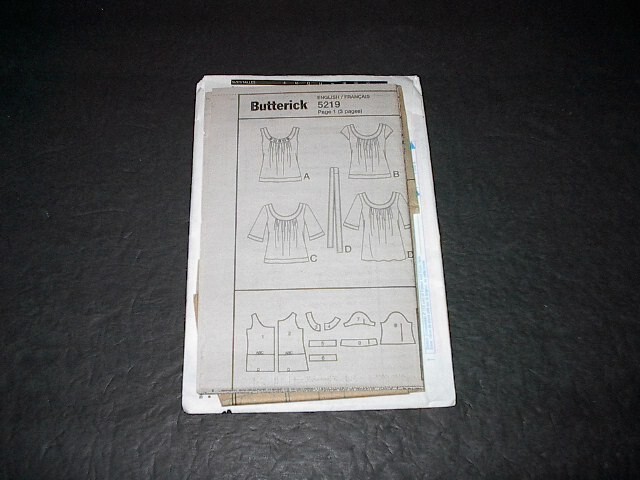 Butterick
ENGLISH / FRANÇAIS
5219
Page 1 (3 pages)
A
B
C
D
D